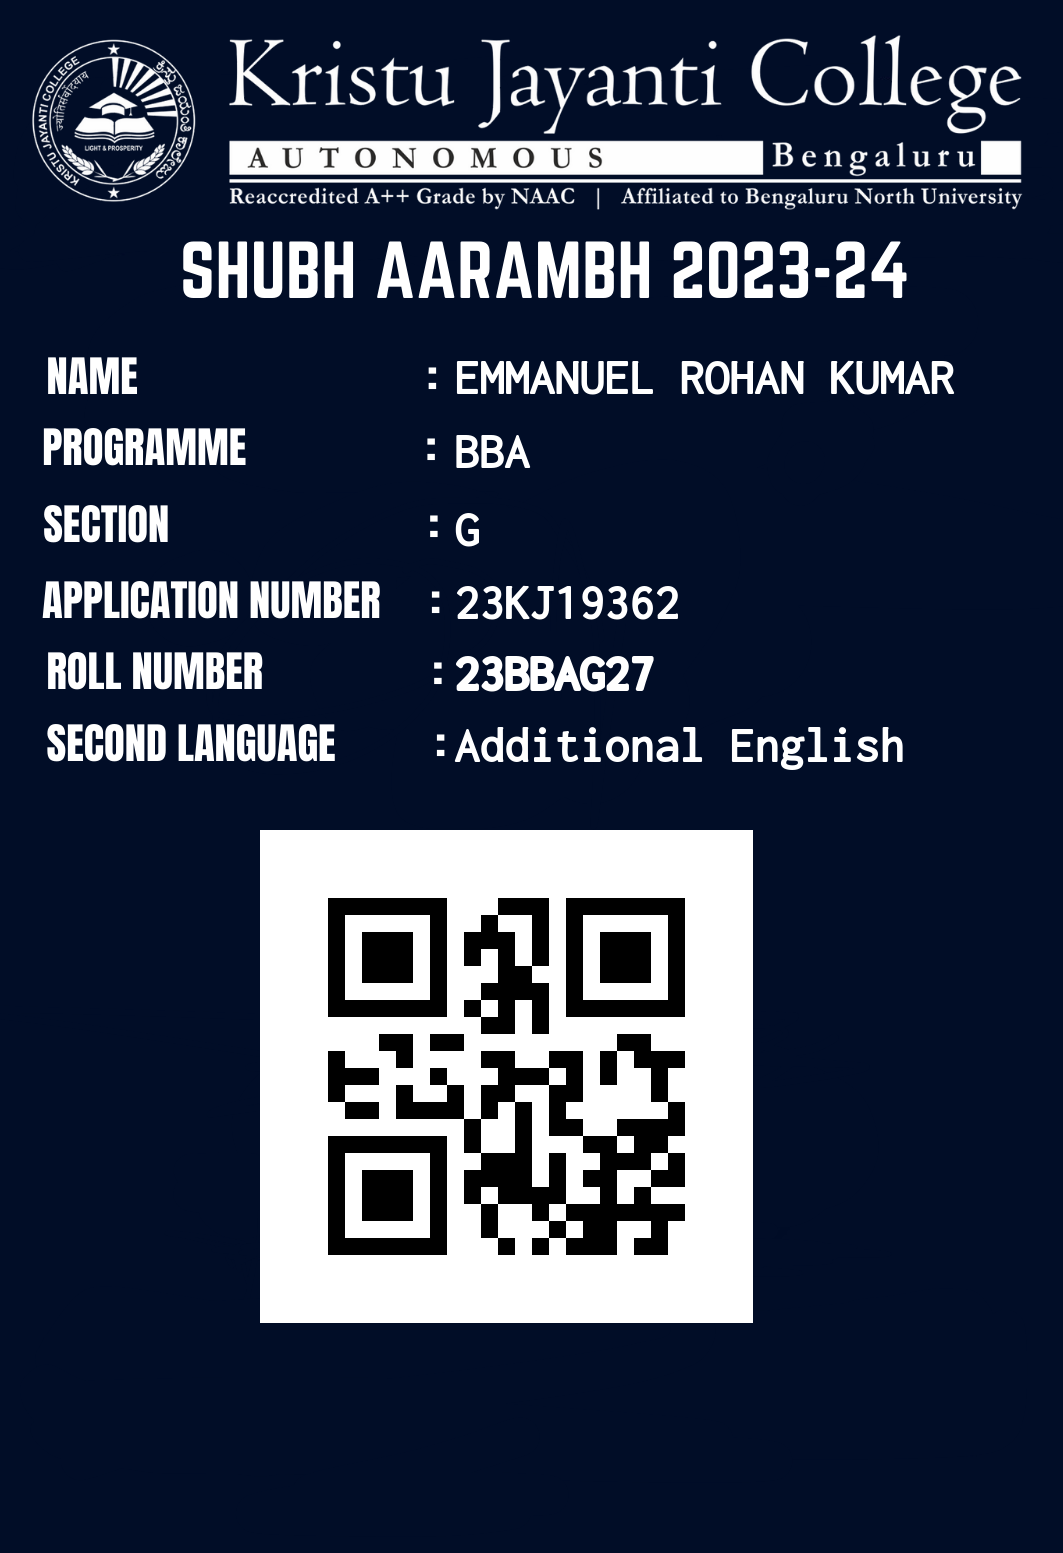 Kristu Jayanti College
AUTONOMOUS Bengaluru
Reaccredited A++ Grade by NAAC | Affiliated to Bengaluru North University
KRISTU JAYANTI COLLEGE
ಕ್ರಿಸ್ತು ಜಯಂತಿ ಕಾಲೇಜು
LIGHT & PROSPERITY
SHUBH AARAMBH 2023-24
NAME : EMMANUEL ROHAN KUMAR
PROGRAMME : BBA
SECTION : G
APPLICATION NUMBER : 23KJ19362
ROLL NUMBER : 23BBAG27
SECOND LANGUAGE : Additional English